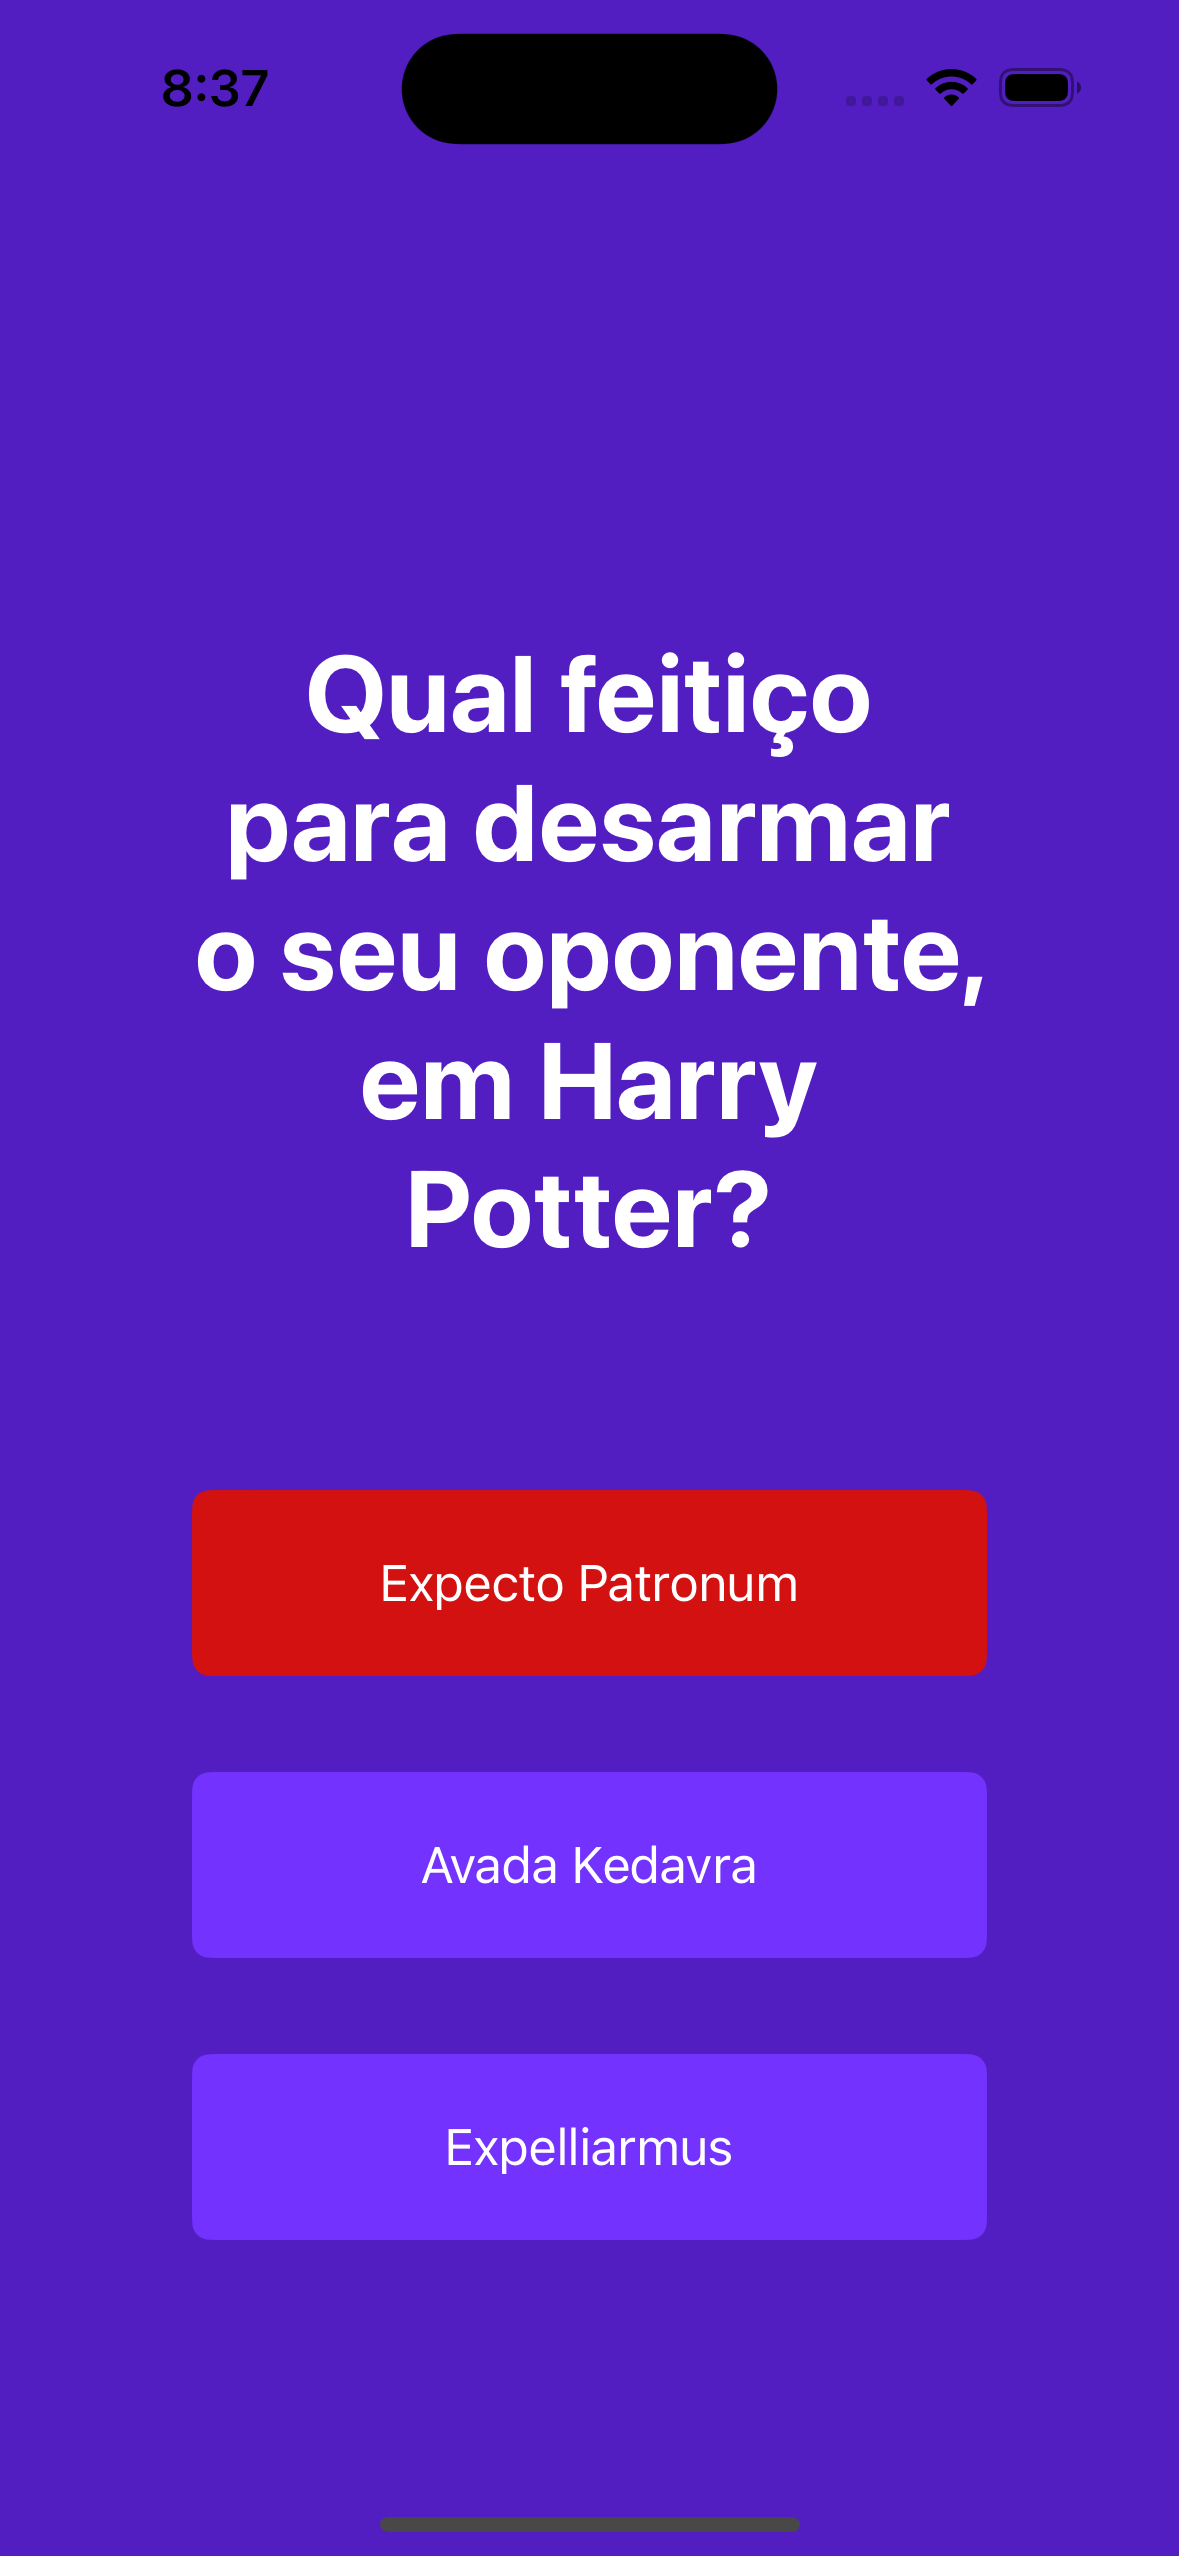 8:37
Qual feitiço
para desarmar
o seu oponente,
em Harry
Potter?
Expecto Patronum
Avada Kedavra
Expelliarmus